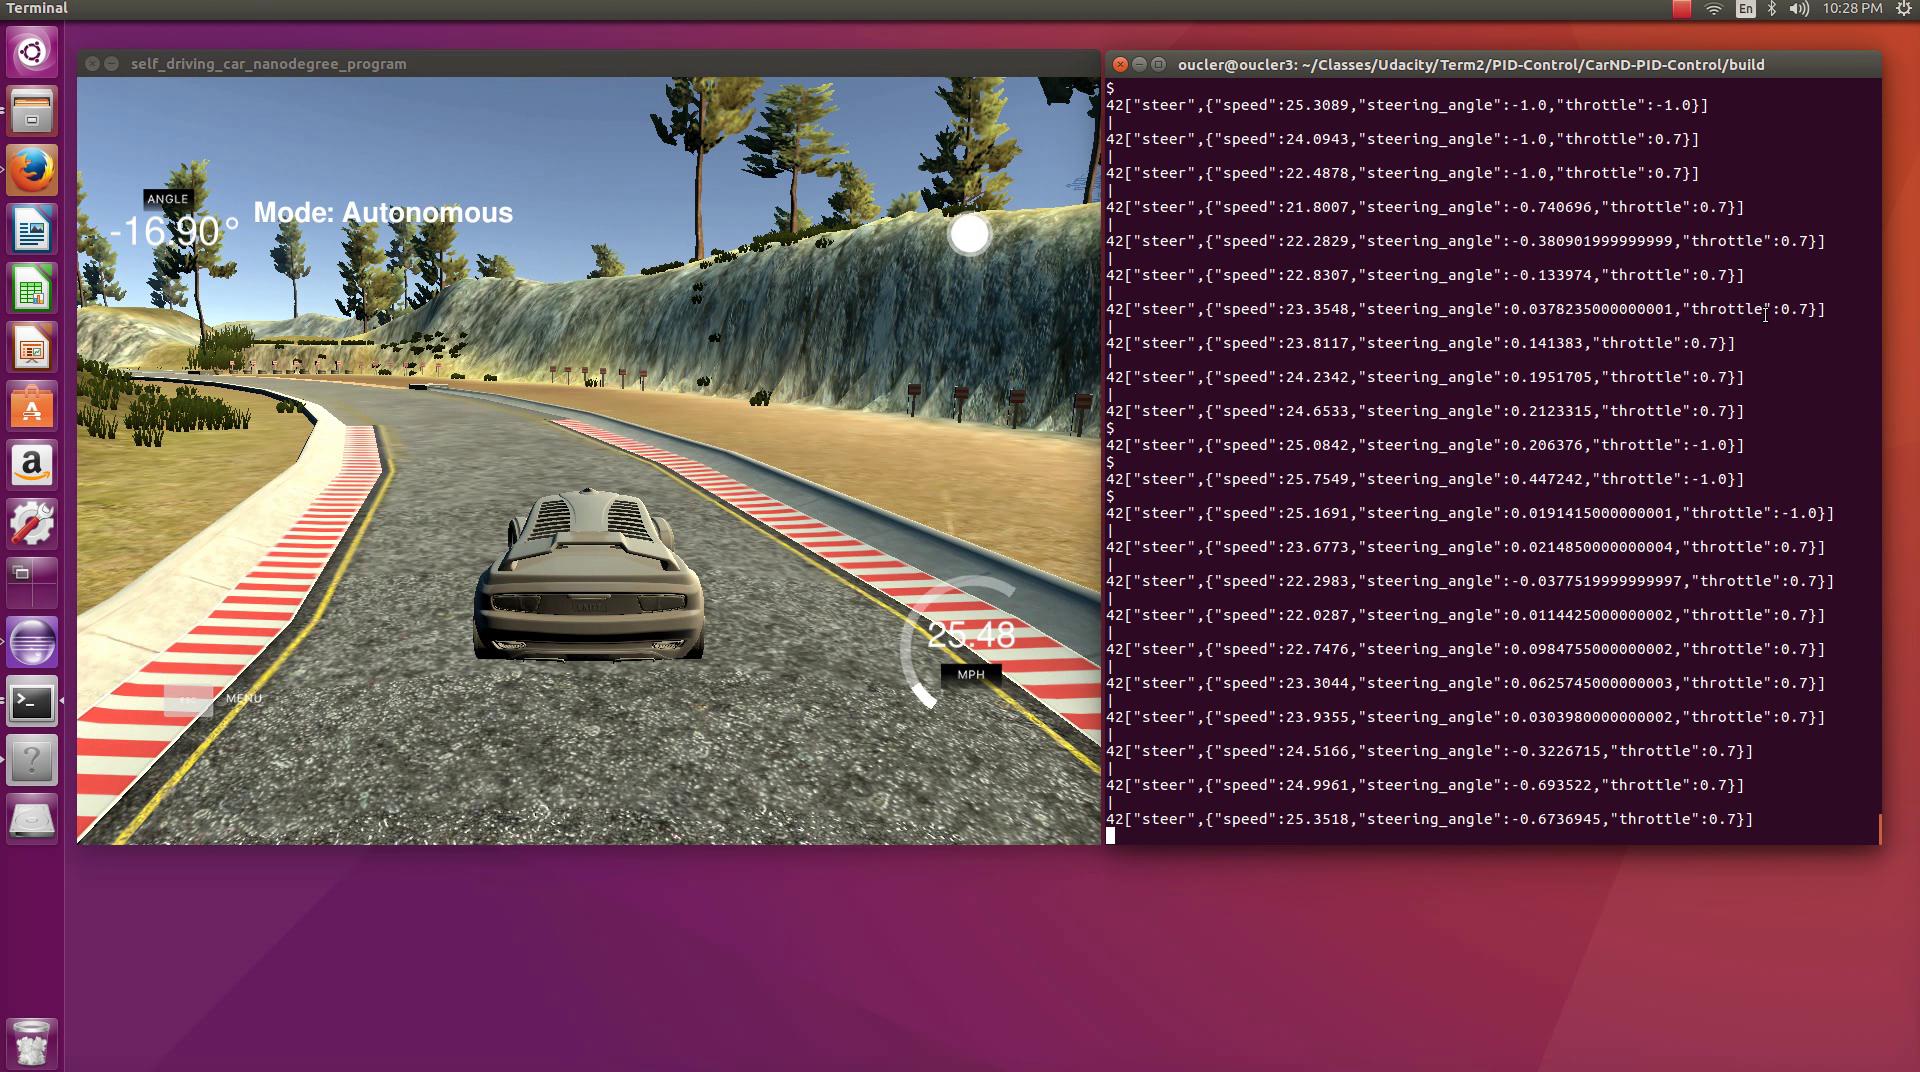 Terminal
En
10:28 PM
self_driving_car_nanodegree_program
ANGLE
-16.90°
Mode: Autonomous
25.48
MPH
ESC
MENU
oucler@oucler3: ~/Classes/Udacity/Term2/PID-Control/CarND-PID-Control/build
$
42["steer",{"speed":25.3089,"steering_angle":-1.0,"throttle":-1.0}]
|
42["steer",{"speed":24.0943,"steering_angle":-1.0,"throttle":0.7}]
|
42["steer",{"speed":22.4878,"steering_angle":-1.0,"throttle":0.7}]
|
42["steer",{"speed":21.8007,"steering_angle":-0.740696,"throttle":0.7}]
|
42["steer",{"speed":22.2829,"steering_angle":-0.380901999999999,"throttle":0.7}]
|
42["steer",{"speed":22.8307,"steering_angle":-0.133974,"throttle":0.7}]
|
42["steer",{"speed":23.3548,"steering_angle":0.0378235000000001,"throttle":0.7}]
|
42["steer",{"speed":23.8117,"steering_angle":0.141383,"throttle":0.7}]
|
42["steer",{"speed":24.2342,"steering_angle":0.1951705,"throttle":0.7}]
|
42["steer",{"speed":24.6533,"steering_angle":0.2123315,"throttle":0.7}]
$
42["steer",{"speed":25.0842,"steering_angle":0.206376,"throttle":-1.0}]
$
42["steer",{"speed":25.7549,"steering_angle":0.447242,"throttle":-1.0}]
$
42["steer",{"speed":25.1691,"steering_angle":0.0191415000000001,"throttle":-1.0}]
|
42["steer",{"speed":23.6773,"steering_angle":0.0214850000000004,"throttle":0.7}]
|
42["steer",{"speed":22.2983,"steering_angle":-0.0377519999999997,"throttle":0.7}]
|
42["steer",{"speed":22.0287,"steering_angle":0.0114425000000002,"throttle":0.7}]
|
42["steer",{"speed":22.7476,"steering_angle":0.0984755000000002,"throttle":0.7}]
|
42["steer",{"speed":23.3044,"steering_angle":0.0625745000000003,"throttle":0.7}]
|
42["steer",{"speed":23.9355,"steering_angle":0.0303980000000002,"throttle":0.7}]
|
42["steer",{"speed":24.5166,"steering_angle":-0.3226715,"throttle":0.7}]
|
42["steer",{"speed":24.9961,"steering_angle":-0.693522,"throttle":0.7}]
|
42["steer",{"speed":25.3518,"steering_angle":-0.6736945,"throttle":0.7}]